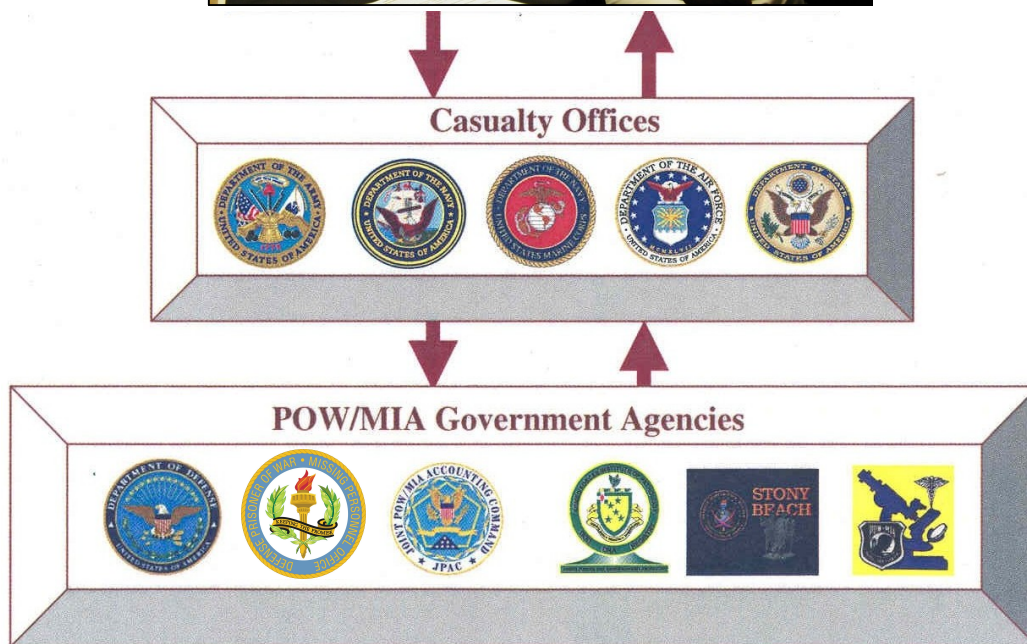 Casualty Offices
DEPARTMENT OF THE ARMY
UNITED STATES OF AMERICA
DEPARTMENT OF THE NAVY
UNITED STATES OF AMERICA
DEPARTMENT OF THE NAVY
UNITED STATES MARINE CORPS
DEPARTMENT OF THE AIR FORCE
MCMXLVII
UNITED STATES OF AMERICA
DEPARTMENT OF STATE
UNITED STATES OF AMERICA
POW/MIA Government Agencies
DEPARTMENT OF DEFENSE
UNITED STATES OF AMERICA
DEFENSE PRISONER OF WAR • MISSING PERSONNEL OFFICE
KEEPING THE PROMISE
JOINT POW/MIA ACCOUNTING COMMAND
★ JPAC ★
STONY
BEACH
POW-MIA